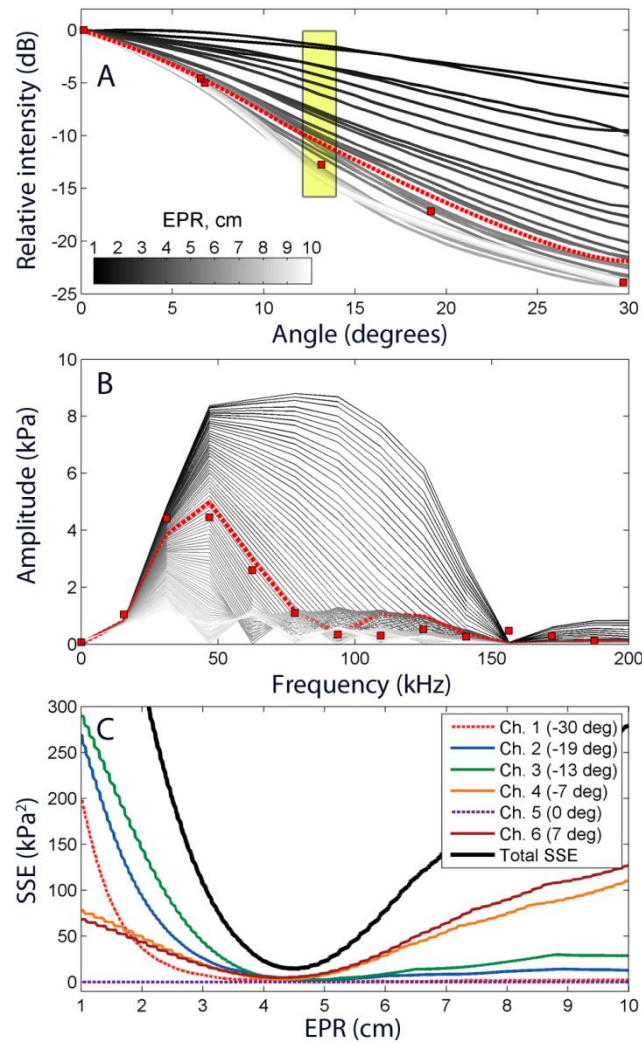 A
Relative intensity (dB)
0
-5
-10
-15
-20
-25
EPR, cm
1 2 3 4 5 6 7 8 9 10
0 5 10 15 20 25 30
Angle (degrees)
B
Amplitude (kPa)
10
8
6
4
2
0
0 50 100 150 200
Frequency (kHz)
C
SSE (kPa²)
300
250
200
150
100
50
0
Ch. 1 (-30 deg)
Ch. 2 (-19 deg)
Ch. 3 (-13 deg)
Ch. 4 (-7 deg)
Ch. 5 (0 deg)
Ch. 6 (7 deg)
Total SSE
1 2 3 4 5 6 7 8 9 10
EPR (cm)